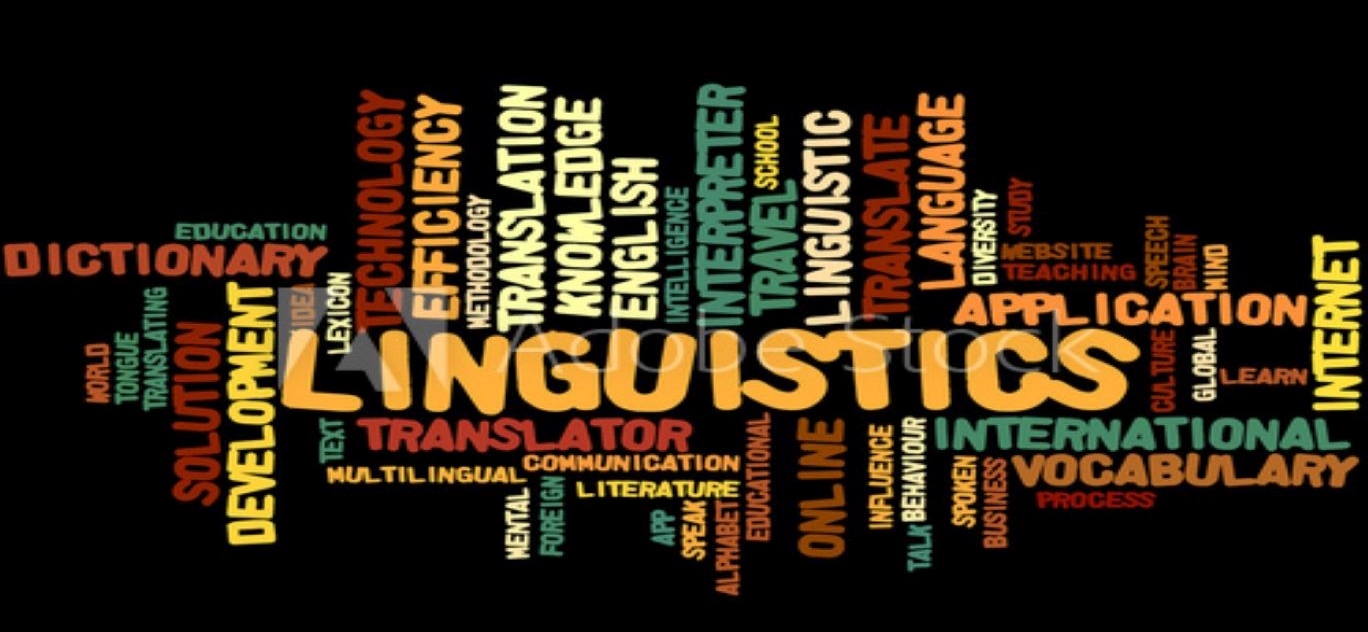 TECHNOLOGY
EFFICIENCY
METHODOLOGY
TRANSLATION
KNOWLEDGE
ENGLISH
INTELLIGENCE
INTERPRETER
SCHOOL
TRAVEL
LINGUISTIC
TRANSLATE
LANGUAGE
DIVERSITY
STUDY
EDUCATION
DICTIONARY
WEBSITE
TEACHING
SPEECH
BRAIN
MIND
INTERNET
IDEA
LEXICON
APPLICATION
WORLD
TONGUE
TRANSLATING
SOLUTION
DEVELOPMENT
LINGUISTICS
Adobe Stock
CULTURE
GLOBAL
LEARN
TEXT
TRANSLATOR
INTERNATIONAL
MULTILINGUAL
COMMUNICATION
LITERATURE
VOCABULARY
PROCESS
MENTAL
FOREIGN
APP
SPEAK
ALPHABET
EDUCATIONAL
ONLINE
INFLUENCE
BEHAVIOUR
TALK
SPOKEN
BUSINESS